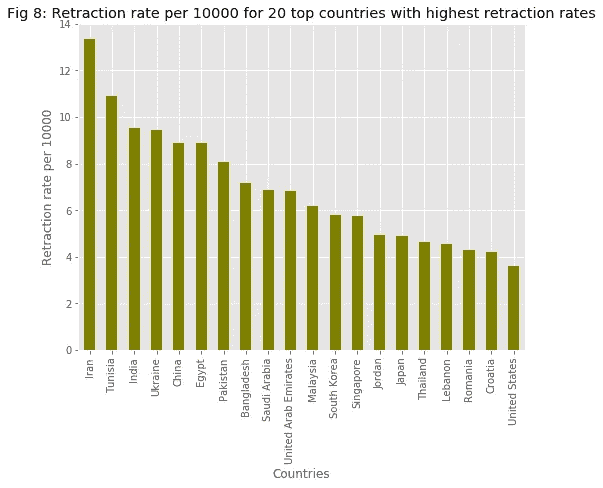 Fig 8: Retraction rate per 10000 for 20 top countries with highest retraction rates
14
12
10
8
6
4
2
0
Retraction rate per 10000
Iran
Tunisia
India
Ukraine
China
Egypt
Pakistan
Bangladesh
Saudi Arabia
United Arab Emirates
Malaysia
South Korea
Singapore
Jordan
Japan
Thailand
Lebanon
Romania
Croatia
United States
Countries